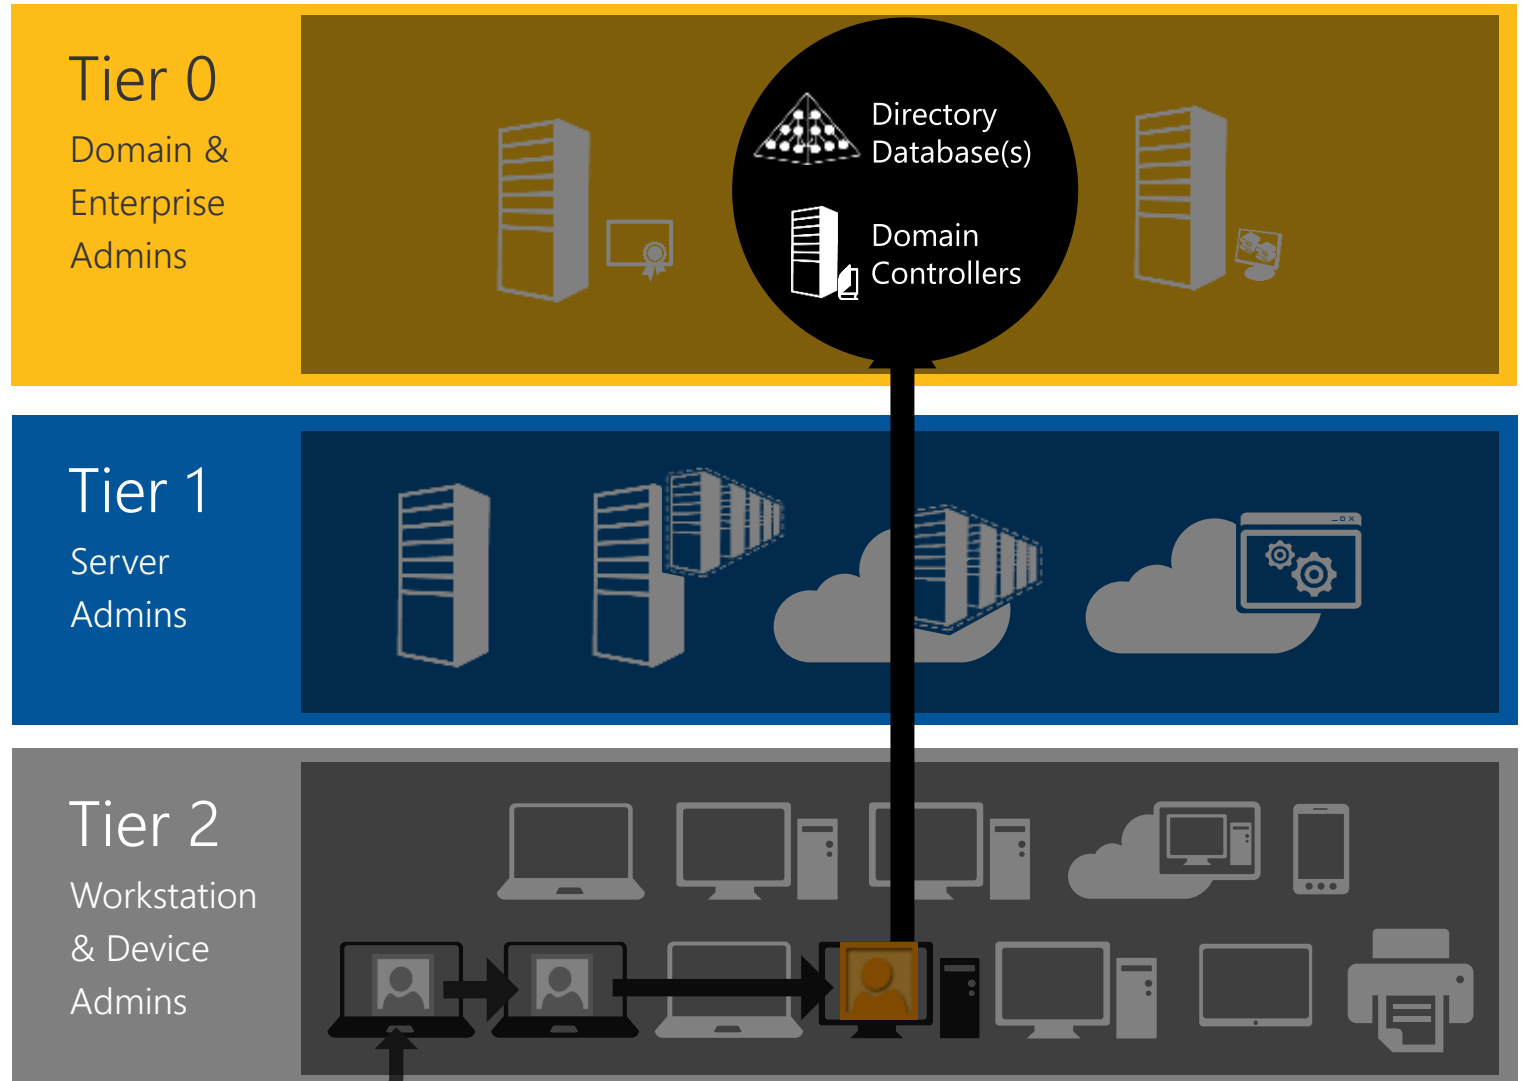 Tier 0
Domain &
Enterprise
Admins
Directory
Database(s)
Domain
Controllers
Tier 1
Server
Admins
Tier 2
Workstation
& Device
Admins